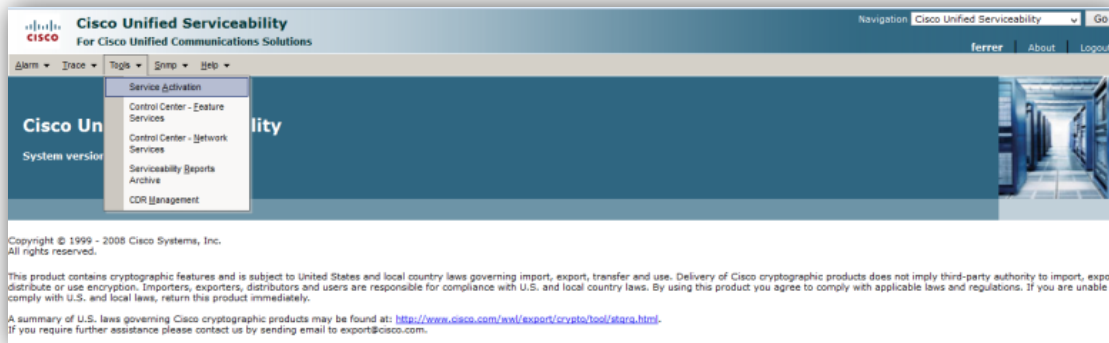 CISCO
Cisco Unified Serviceability
For Cisco Unified Communications Solutions
Navigation Cisco Unified Serviceability Go
ferrer About Logout
Alarm Trace Tools Snmp Help
Service Activation
Control Center - Feature
Services
Control Center - Network
Services
Serviceability Reports
Archive
CDR Management
Cisco Un lity
System version
Copyright © 1999 - 2008 Cisco Systems, Inc.
All rights reserved.
This product contains cryptographic features and is subject to United States and local country laws governing import, export, transfer and use. Delivery of Cisco cryptographic products does not imply third-party authority to import, expo
distribute or use encryption. Importers, exporters, distributors and users are responsible for compliance with U.S. and local country laws. By using this product you agree to comply with applicable laws and regulations. If you are unable
comply with U.S. and local laws, return this product immediately.
A summary of U.S. laws governing Cisco cryptographic products may be found at: http://www.cisco.com/wwl/export/crypto/tool/stqrg.html.
If you require further assistance please contact us by sending email to export@cisco.com.